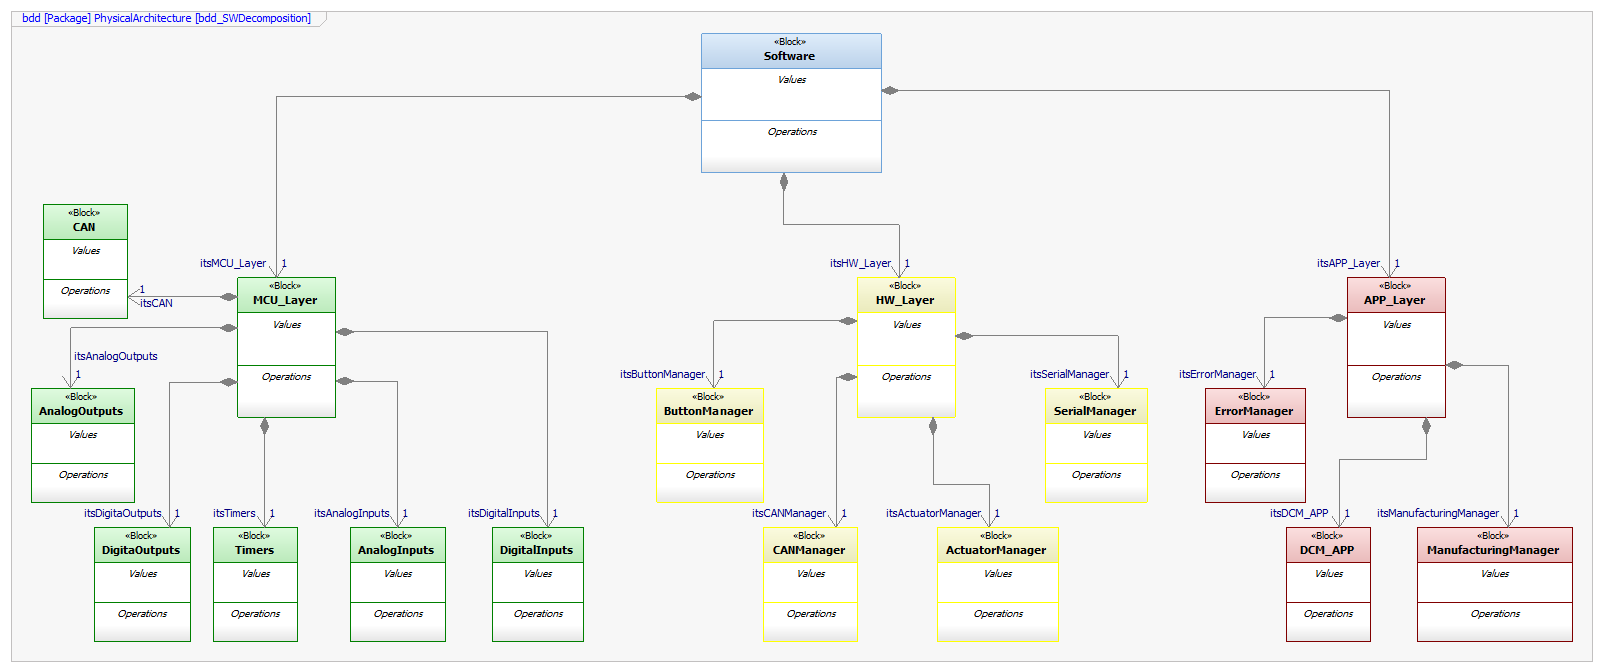 bdd [Package] PhysicalArchitecture [bdd_SWDecomposition]
«Block»
Software
Values
Operations
«Block»
CAN
Values
Operations
itsMCU_Layer 1
itsHW_Layer 1
itsAPP_Layer 1
1
itsCAN
«Block»
MCU_Layer
Values
Operations
«Block»
HW_Layer
Values
Operations
«Block»
APP_Layer
Values
Operations
itsAnalogOutputs
1
itsButtonManager 1
itsSerialManager 1
itsErrorManager 1
«Block»
AnalogOutputs
Values
Operations
«Block»
ButtonManager
Values
Operations
«Block»
SerialManager
Values
Operations
«Block»
ErrorManager
Values
Operations
itsDigitaOutputs 1
itsTimers 1
itsAnalogInputs 1
itsDigitalInputs 1
itsCANManager 1
itsActuatorManager 1
itsDCM_APP 1
itsManufacturingManager 1
«Block»
DigitaOutputs
Values
Operations
«Block»
Timers
Values
Operations
«Block»
AnalogInputs
Values
Operations
«Block»
DigitalInputs
Values
Operations
«Block»
CANManager
Values
Operations
«Block»
ActuatorManager
Values
Operations
«Block»
DCM_APP
Values
Operations
«Block»
ManufacturingManager
Values
Operations